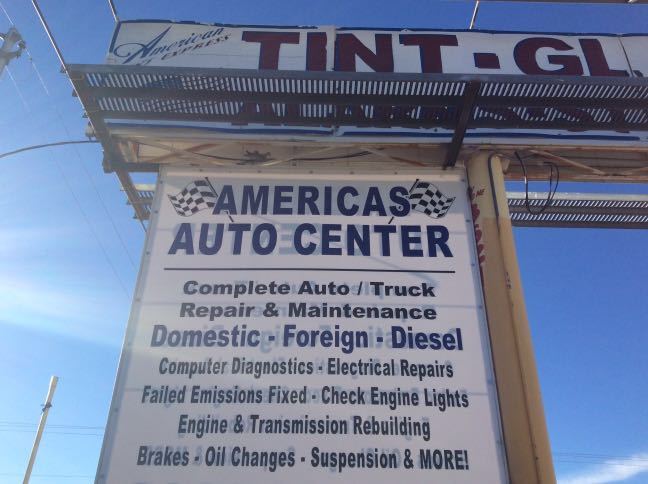 American
EXPRESS
TINT · GL
AMERICAS
AUTO CENTER
Complete Auto / Truck
Repair & Maintenance
Domestic - Foreign - Diesel
Computer Diagnostics - Electrical Repairs
Failed Emissions Fixed - Check Engine Lights
Engine & Transmission Rebuilding
Brakes - Oil Changes - Suspension & MORE!